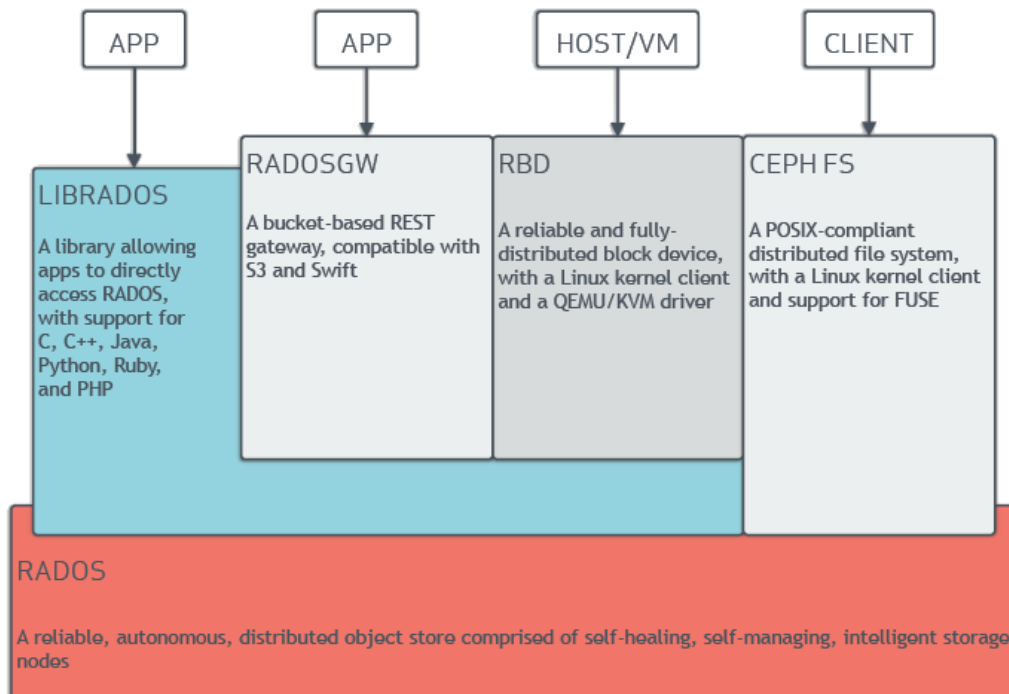 APP
APP
HOST/VM
CLIENT
LIBRADOS
A library allowing
apps to directly
access RADOS,
with support for
C, C++, Java,
Python, Ruby,
and PHP
RADOSGW
A bucket-based REST
gateway, compatible with
S3 and Swift
RBD
A reliable and fully-
distributed block device,
with a Linux kernel client
and a QEMU/KVM driver
CEPH FS
A POSIX-compliant
distributed file system,
with a Linux kernel client
and support for FUSE
RADOS
A reliable, autonomous, distributed object store comprised of self-healing, self-managing, intelligent storage
nodes